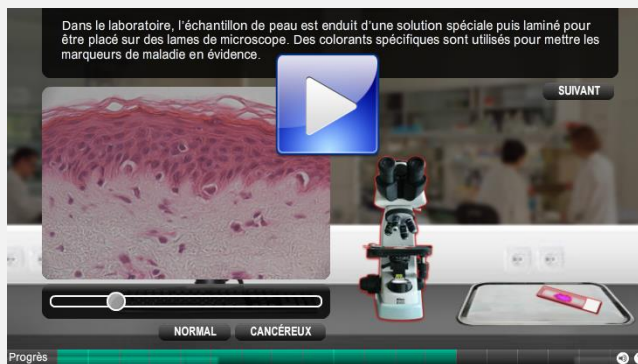 Dans le laboratoire, l'échantillon de peau est enduit d'une solution spéciale puis laminé pour
être placé sur des lames de microscope. Des colorants spécifiques sont utilisés pour mettre les
marqueurs de maladie en évidence.
SUIVANT
NORMAL CANCÉREUX
Progrès